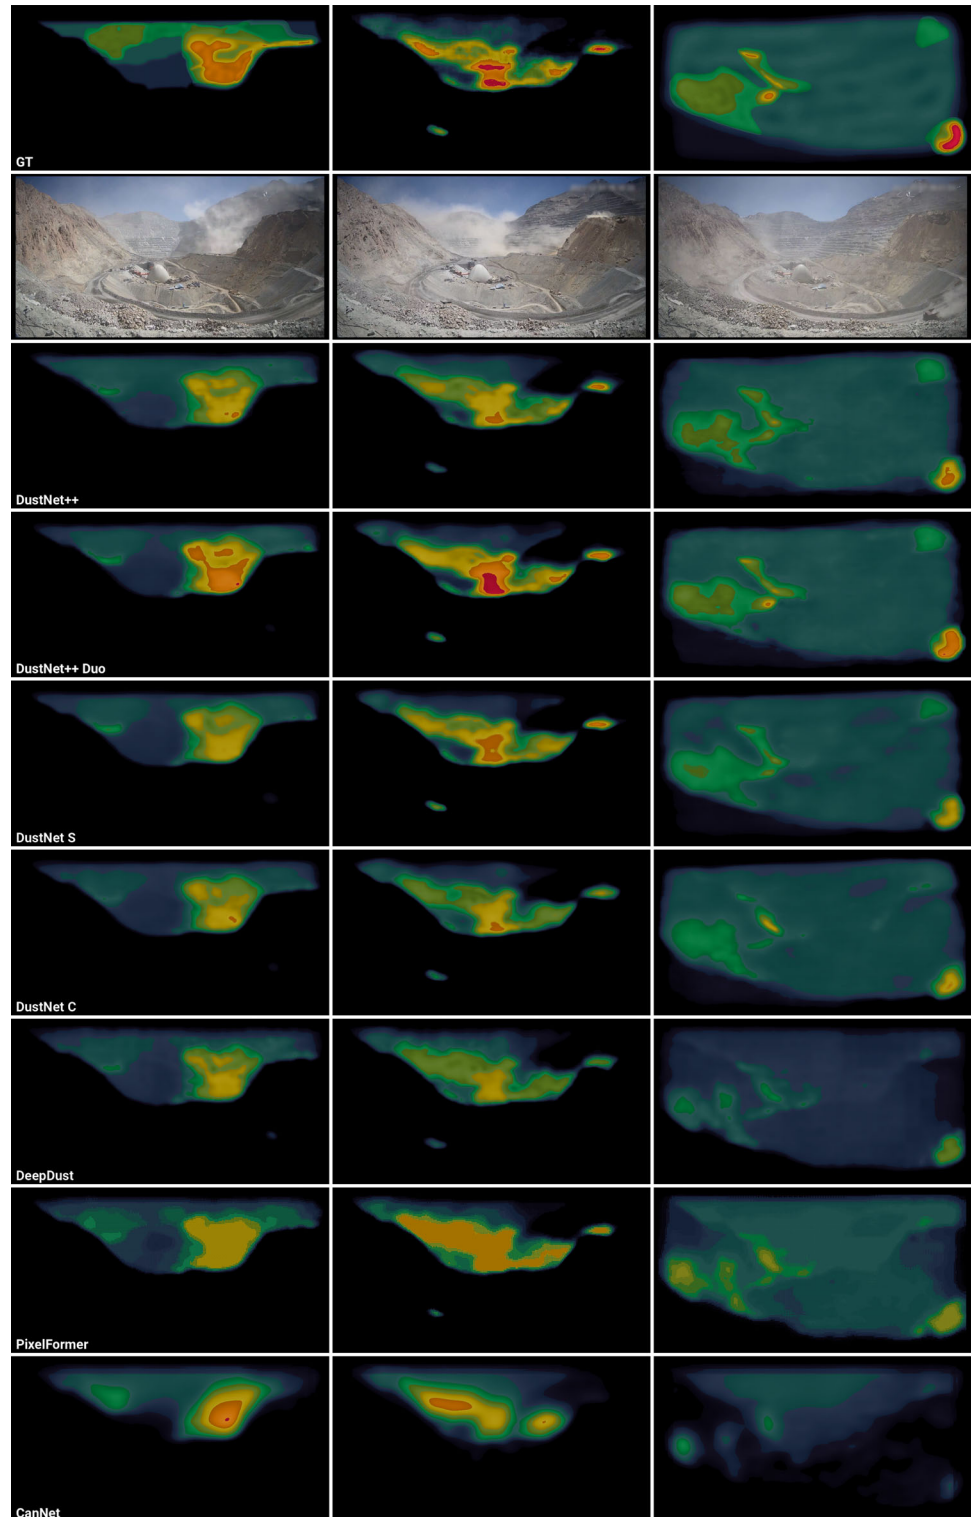 GT
DustNet++
DustNet++ Duo
DustNet S
DustNet C
DeepDust
PixelFormer
CanNet